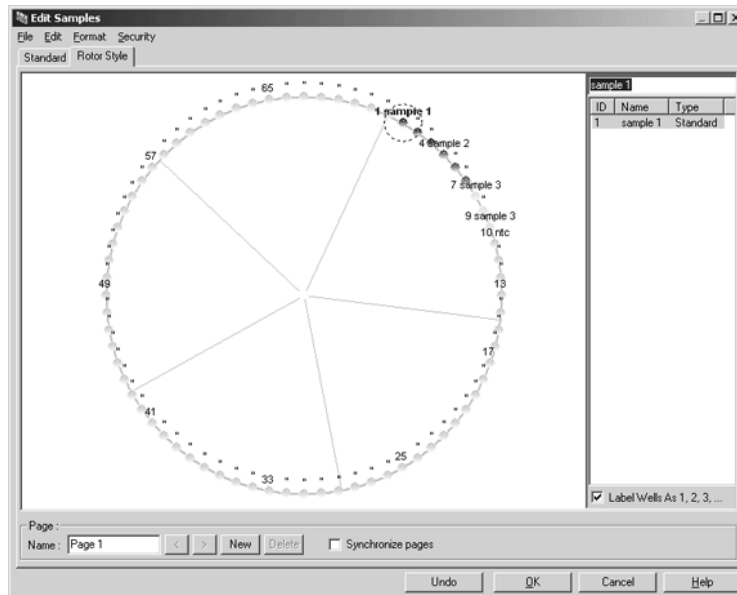 Edit Samples
File Edit Format Security
Standard Rotor Style
sample 1
ID Name Type
1 sample 1 Standard
65
1 sample 1
4 sample 2
57
7 sample 3
9 sample 3
10 ntc
49
13
17
41
25
33
Label Wells As 1, 2, 3, ...
Page :
Name : Page 1 < > New Delete Synchronize pages
Undo OK Cancel Help